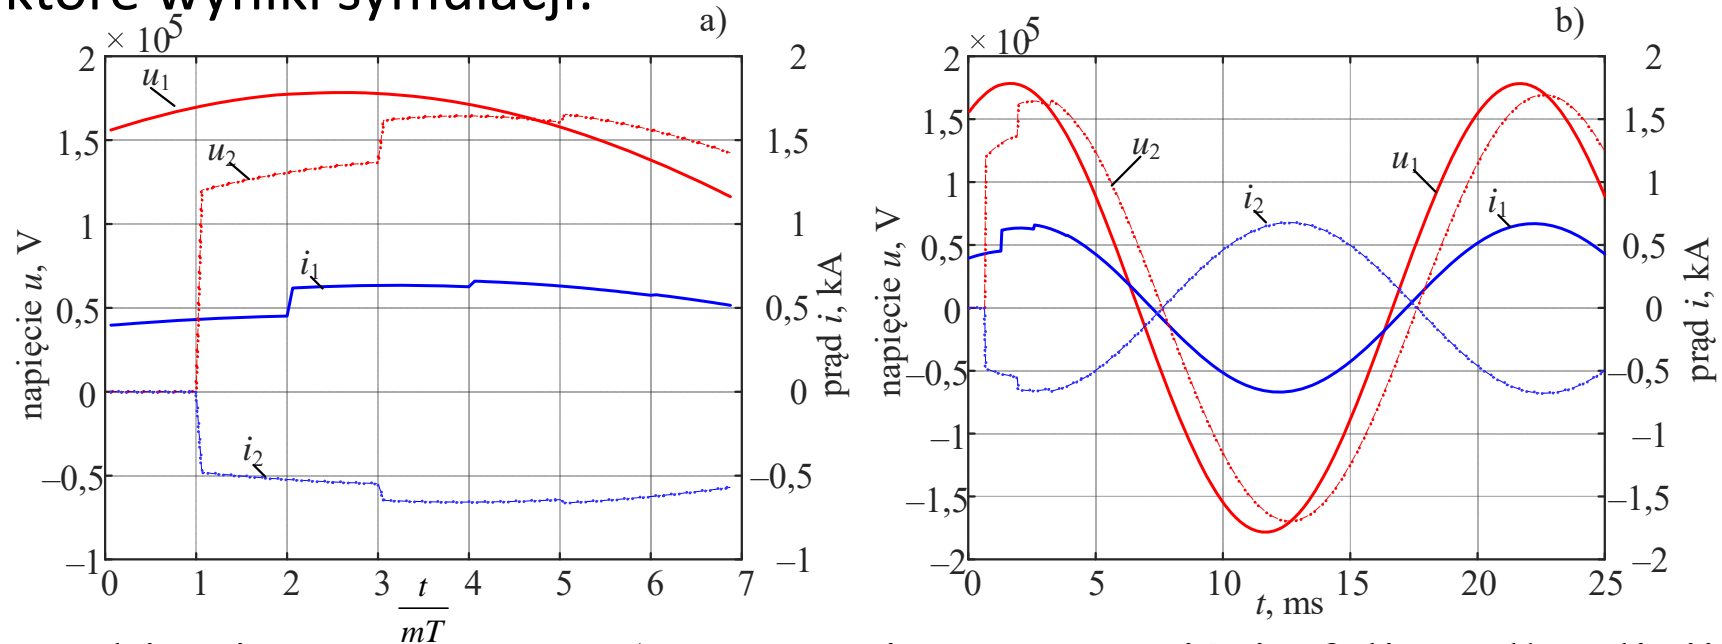 które wyniki symulacji.
a)
× 10⁵
2
1,5
1
0,5
0
–0,5
–1
napięcie u, V
u₁
u₂
i₁
i₂
2
1,5
1
0,5
0
–0,5
–1
prąd i, kA
0 1 2 3 4 5 6 7
t
mT
b)
× 10⁵
2
1,5
1
0,5
0
–0,5
–1
–1,5
–2
napięcie u, V
u₂
i₂
u₁
i₁
2
1,5
1
0,5
0
–0,5
–1
–1,5
–2
prąd i, kA
0 5 10 15 20 25
t, ms